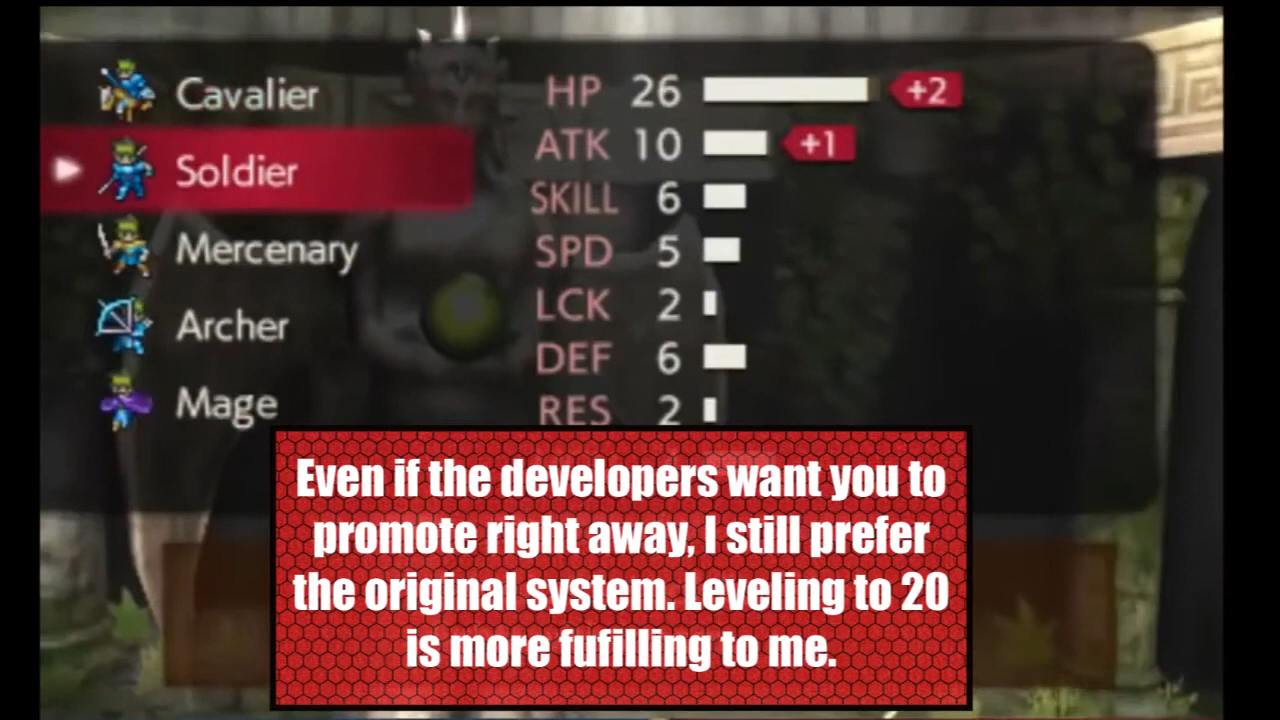 Cavalier
Soldier
Mercenary
Archer
Mage
HP 26 +2
ATK 10 +1
SKILL 6
SPD 5
LCK 2
DEF 6
RES 2
Even if the developers want you to
promote right away, I still prefer
the original system. Leveling to 20
is more fufilling to me.